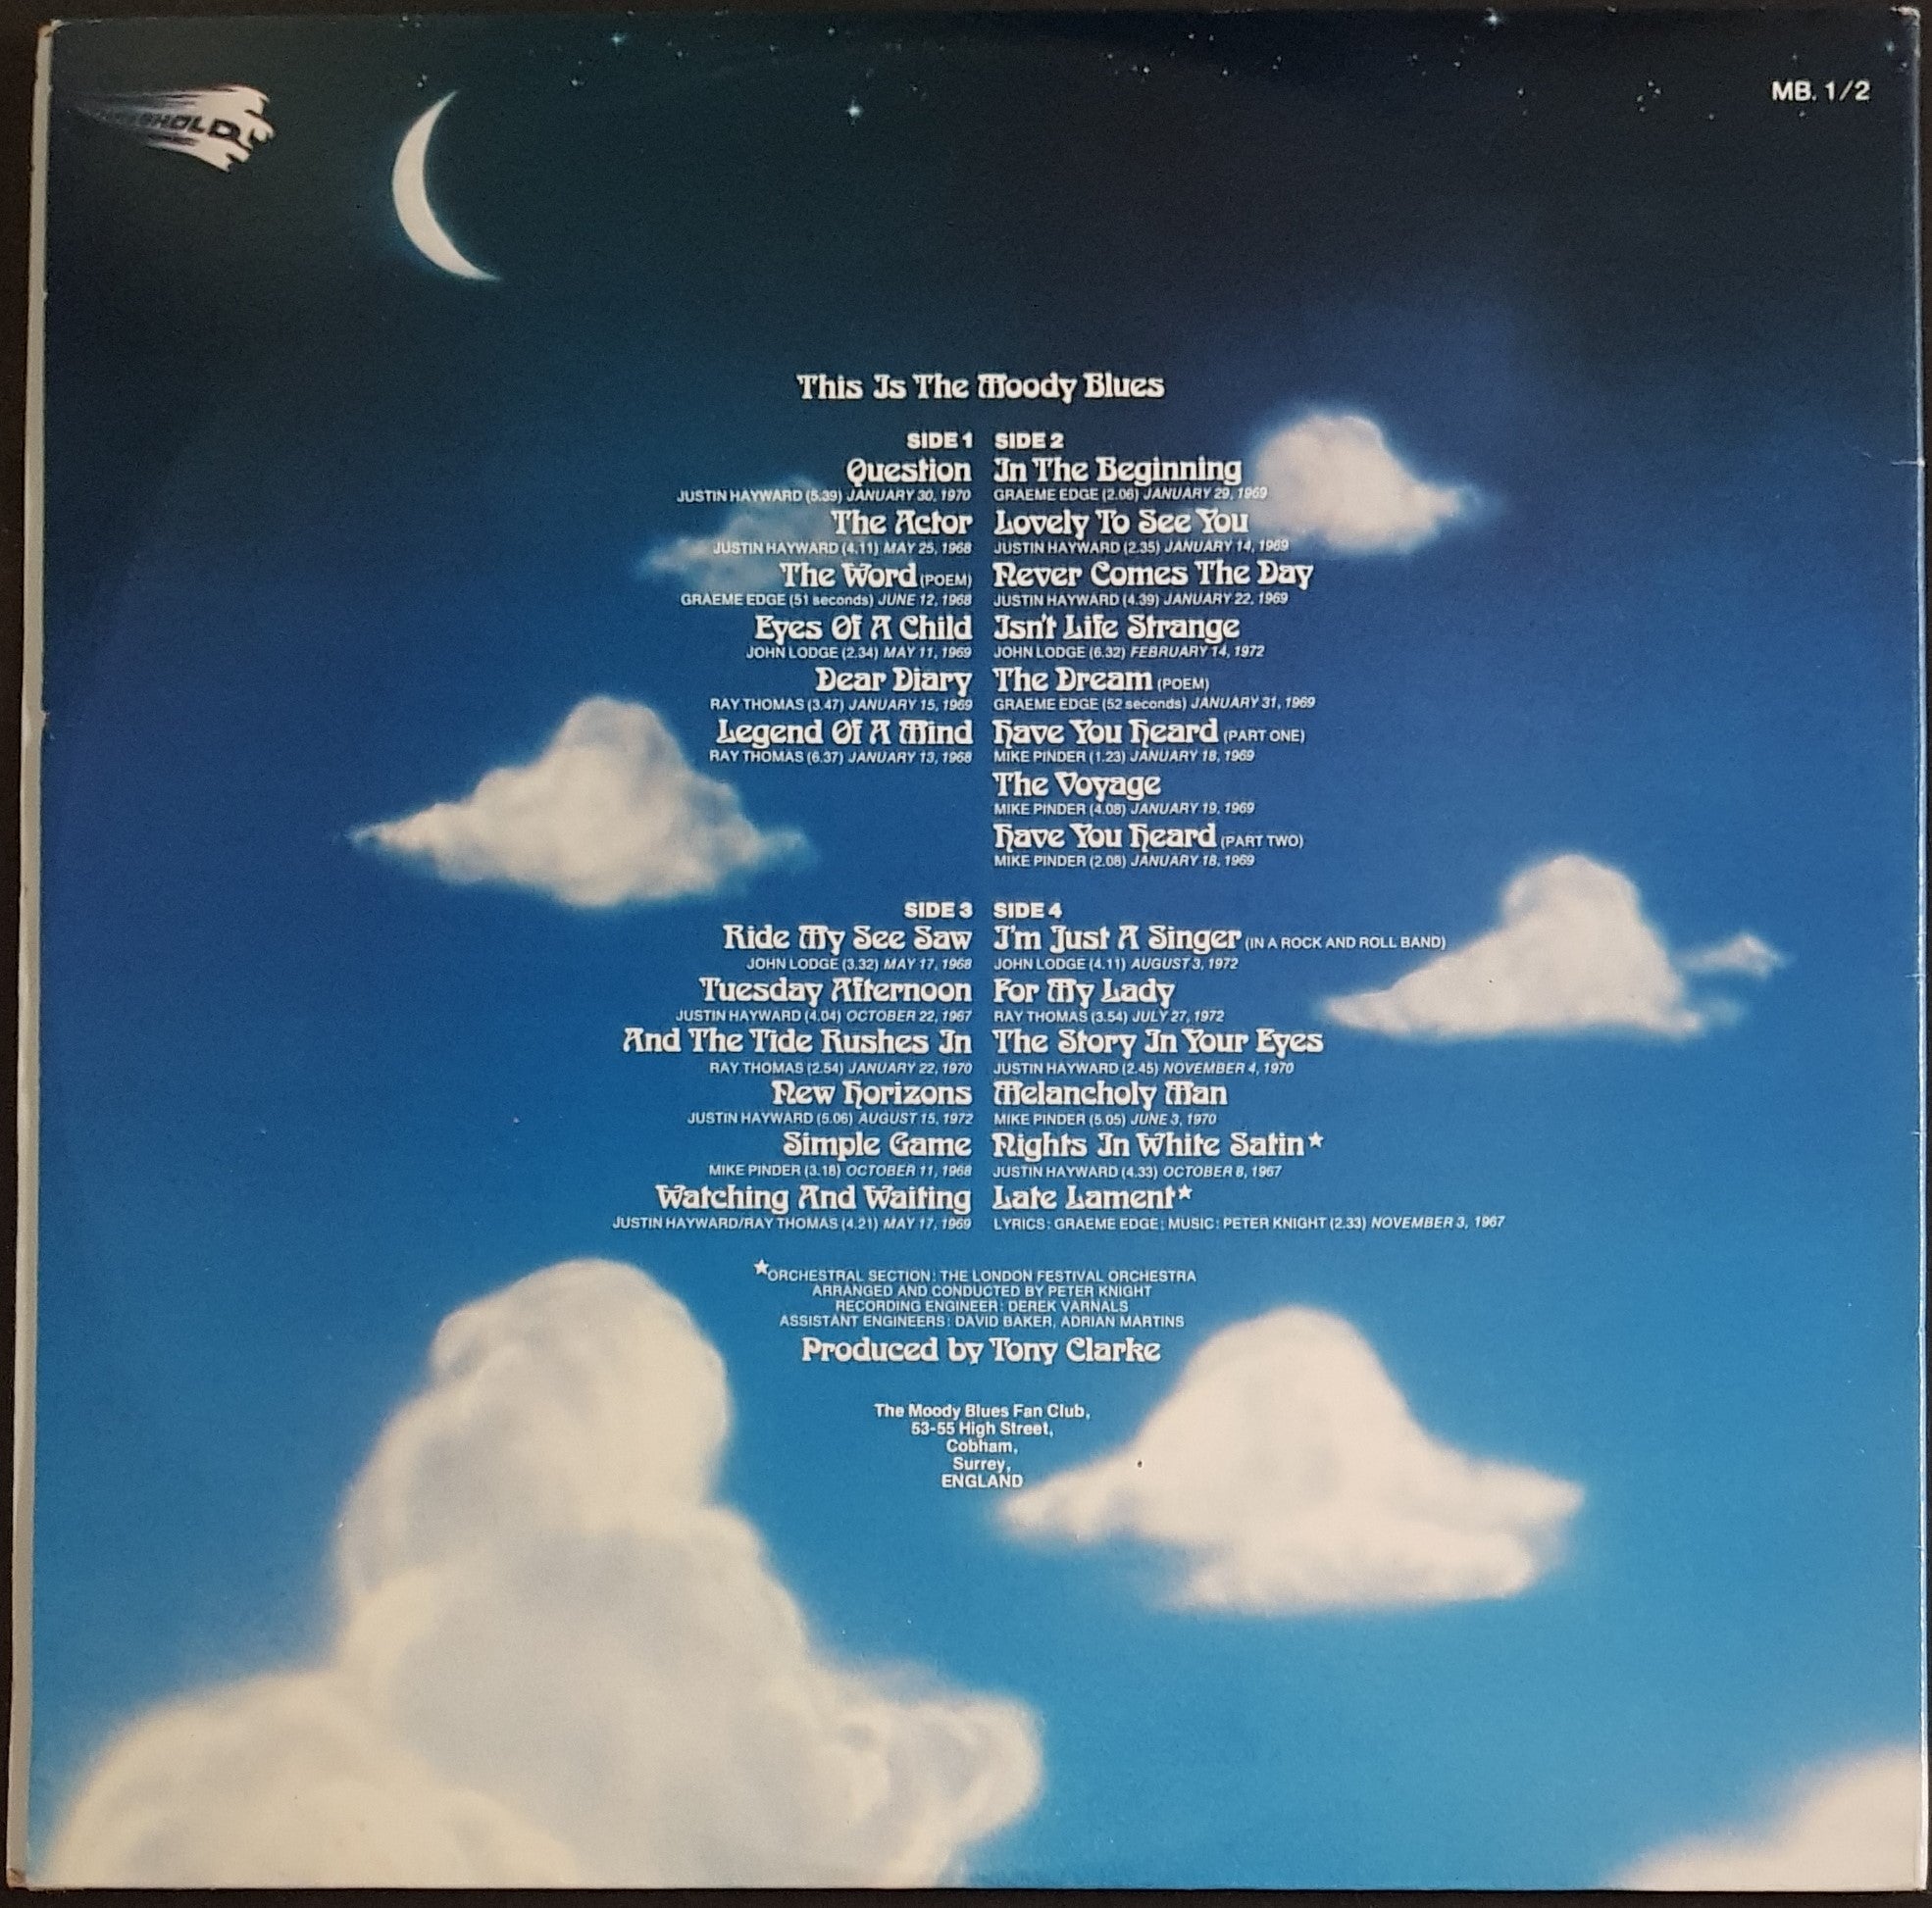 HOLD
MB. 1/2
This Is The Moody Blues
SIDE 1
Question
JUSTIN HAYWARD (5.39) JANUARY 30, 1970
The Actor
JUSTIN HAYWARD (4.11) MAY 25, 1968
The Word (POEM)
GRAEME EDGE (51 seconds) JUNE 12, 1968
Eyes Of A Child
JOHN LODGE (2.34) MAY 11, 1969
Dear Diary
RAY THOMAS (3.47) JANUARY 15, 1969
Legend Of A Mind
RAY THOMAS (6.37) JANUARY 13, 1968
SIDE 2
In The Beginning
GRAEME EDGE (2.06) JANUARY 29, 1969
Lovely To See You
JUSTIN HAYWARD (2.35) JANUARY 14, 1969
Never Comes The Day
JUSTIN HAYWARD (4.39) JANUARY 22, 1969
Isn't Life Strange
JOHN LODGE (6.32) FEBRUARY 14, 1972
The Dream (POEM)
GRAEME EDGE (52 seconds) JANUARY 31, 1969
Have You Heard (PART ONE)
MIKE PINDER (1.23) JANUARY 18, 1969
The Voyage
MIKE PINDER (4.08) JANUARY 19, 1969
Have You Heard (PART TWO)
MIKE PINDER (2.08) JANUARY 18, 1969
SIDE 3
Ride My See Saw
JOHN LODGE (3.32) MAY 17, 1968
Tuesday Afternoon
JUSTIN HAYWARD (4.04) OCTOBER 22, 1967
And The Tide Rushes In
RAY THOMAS (2.54) JANUARY 22, 1970
New Horizons
JUSTIN HAYWARD (5.06) AUGUST 15, 1972
Simple Game
MIKE PINDER (3.18) OCTOBER 11, 1968
Watching And Waiting
JUSTIN HAYWARD/RAY THOMAS (4.21) MAY 17, 1969
SIDE 4
I'm Just A Singer (IN A ROCK AND ROLL BAND)
JOHN LODGE (4.11) AUGUST 3, 1972
For My Lady
RAY THOMAS (3.54) JULY 27, 1972
The Story In Your Eyes
JUSTIN HAYWARD (2.45) NOVEMBER 4, 1970
Melancholy Man
MIKE PINDER (5.05) JUNE 3, 1970
Nights In White Satin★
JUSTIN HAYWARD (4.33) OCTOBER 8, 1967
Late Lament★
LYRICS: GRAEME EDGE; MUSIC: PETER KNIGHT (2.33) NOVEMBER 3, 1967
★ORCHESTRAL SECTION: THE LONDON FESTIVAL ORCHESTRA
ARRANGED AND CONDUCTED BY PETER KNIGHT
RECORDING ENGINEER: DEREK VARNALS
ASSISTANT ENGINEERS: DAVID BAKER, ADRIAN MARTINS
Produced by Tony Clarke
The Moody Blues Fan Club,
53-55 High Street,
Cobham,
Surrey,
ENGLAND